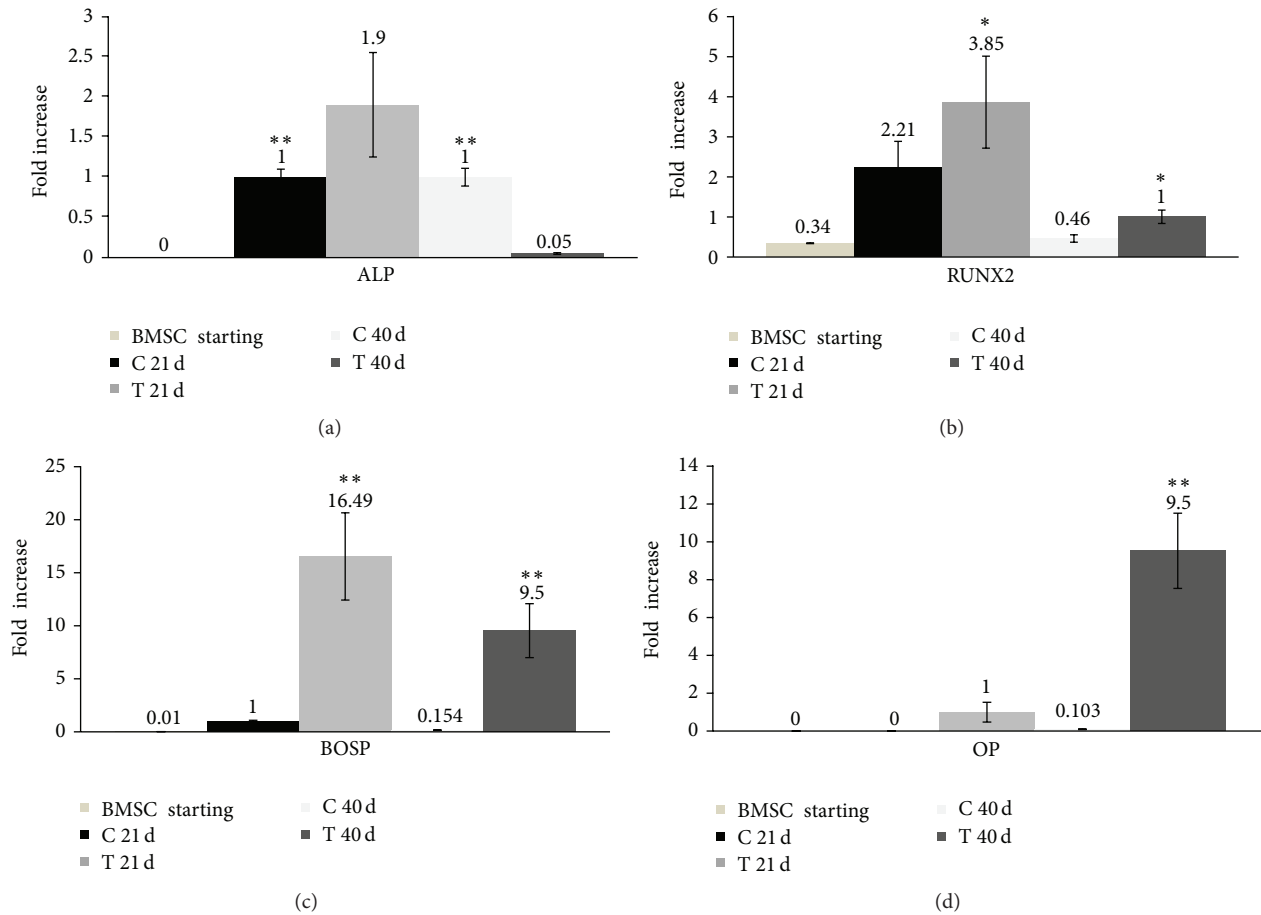 3
2.5
2
1.5
1
0.5
0
Fold increase
0
**
1
1.9
**
1
0.05
ALP
BMSC starting
C 21 d
T 21 d
C 40 d
T 40 d
(a)
6
5
4
3
2
1
0
Fold increase
0.34
2.21
*
3.85
0.46
*
1
RUNX2
BMSC starting
C 21 d
T 21 d
C 40 d
T 40 d
(b)
25
20
15
10
5
0
Fold increase
0.01
1
**
16.49
0.154
**
9.5
BOSP
BMSC starting
C 21 d
T 21 d
C 40 d
T 40 d
(c)
14
12
10
8
6
4
2
0
Fold increase
0
0
1
0.103
**
9.5
OP
BMSC starting
C 21 d
T 21 d
C 40 d
T 40 d
(d)